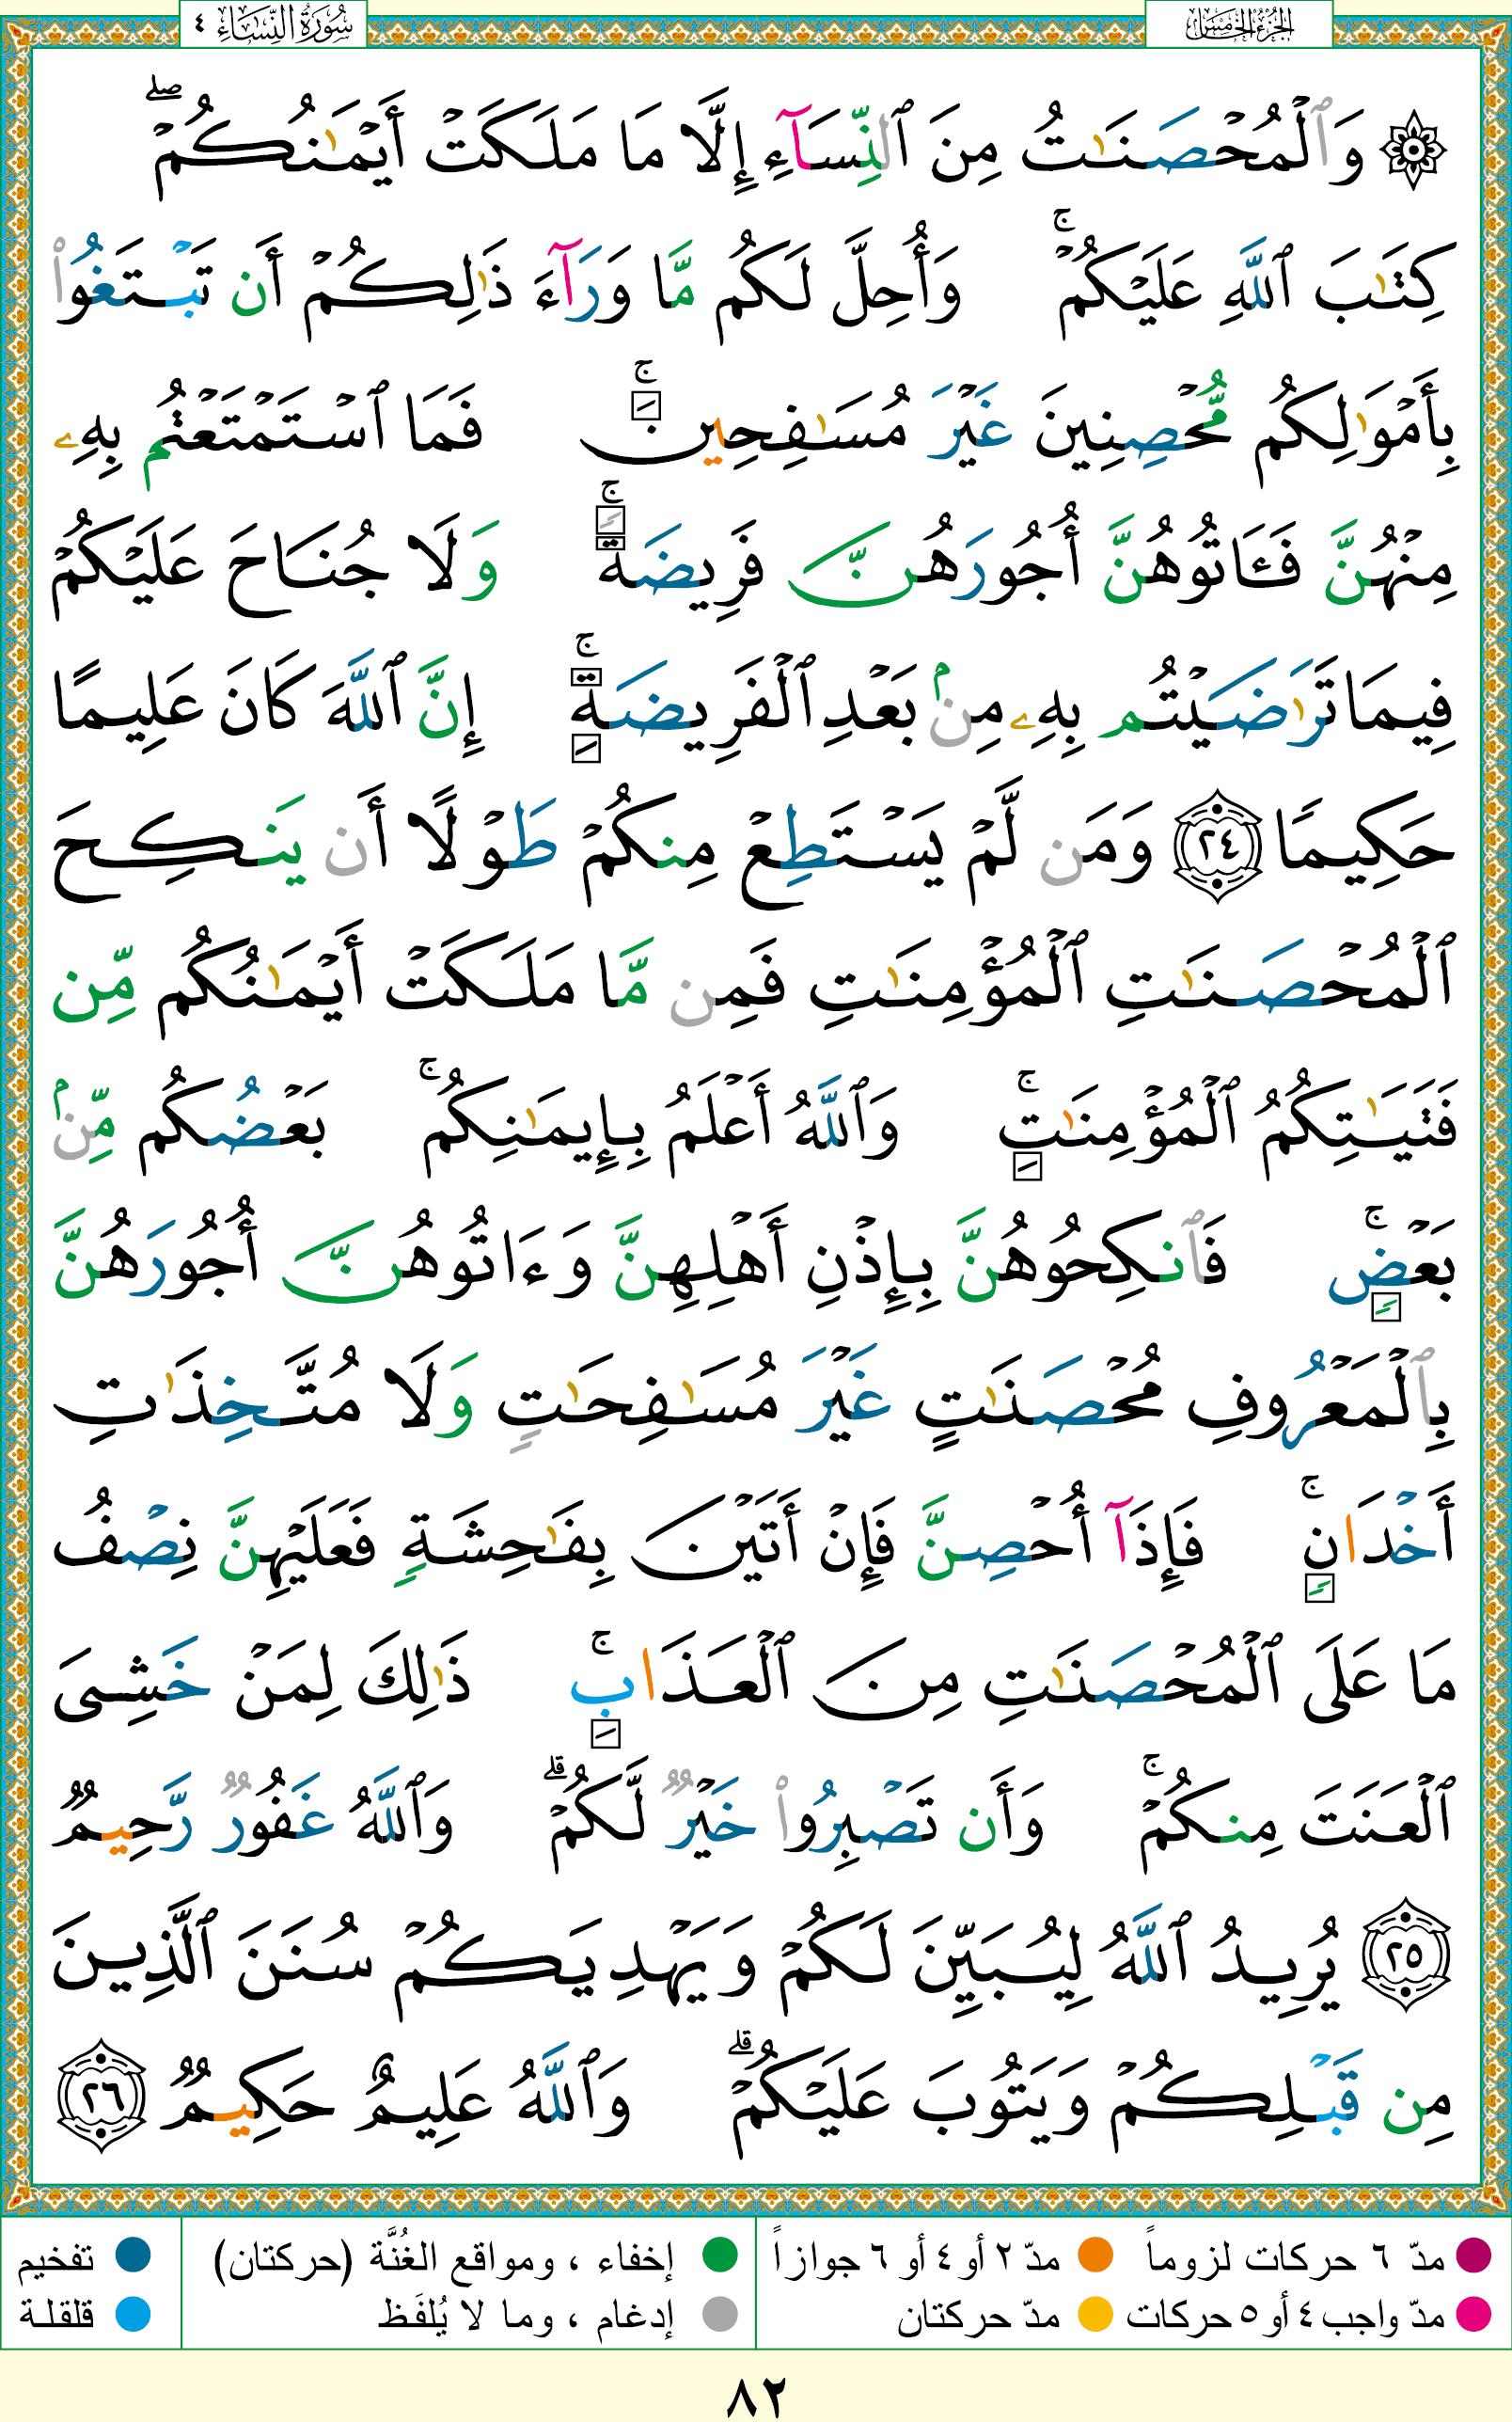 الجزء الخامس
سُورَةُ النِّسَاءِ ٤
۞ وَٱلْمُحْصَنَٰتُ مِنَ ٱلنِّسَآءِ إِلَّا مَا مَلَكَتْ أَيْمَٰنُكُمْ ۖ
كِتَٰبَ ٱللَّهِ عَلَيْكُمْ ۚ وَأُحِلَّ لَكُم مَّا وَرَآءَ ذَٰلِكُمْ أَن تَبْتَغُوا۟
بِأَمْوَٰلِكُم مُّحْصِنِينَ غَيْرَ مُسَٰفِحِينَ ۚ فَمَا ٱسْتَمْتَعْتُم بِهِۦ
مِنْهُنَّ فَـَٔاتُوهُنَّ أُجُورَهُنَّ فَرِيضَةً ۚ وَلَا جُنَاحَ عَلَيْكُمْ
فِيمَا تَرَٰضَيْتُم بِهِۦ مِنۢ بَعْدِ ٱلْفَرِيضَةِ ۚ إِنَّ ٱللَّهَ كَانَ عَلِيمًا
حَكِيمًا ٢٤ وَمَن لَّمْ يَسْتَطِعْ مِنكُمْ طَوْلًا أَن يَنكِحَ
ٱلْمُحْصَنَٰتِ ٱلْمُؤْمِنَٰتِ فَمِن مَّا مَلَكَتْ أَيْمَٰنُكُم مِّن
فَتَيَٰتِكُمُ ٱلْمُؤْمِنَٰتِ ۚ وَٱللَّهُ أَعْلَمُ بِإِيمَٰنِكُم ۚ بَعْضُكُم مِّنۢ
بَعْضٍ ۚ فَٱنكِحُوهُنَّ بِإِذْنِ أَهْلِهِنَّ وَءَاتُوهُنَّ أُجُورَهُنَّ
بِٱلْمَعْرُوفِ مُحْصَنَٰتٍ غَيْرَ مُسَٰفِحَٰتٍ وَلَا مُتَّخِذَٰتِ
أَخْدَانٍ ۚ فَإِذَآ أُحْصِنَّ فَإِنْ أَتَيْنَ بِفَٰحِشَةٍ فَعَلَيْهِنَّ نِصْفُ
مَا عَلَى ٱلْمُحْصَنَٰتِ مِنَ ٱلْعَذَابِ ۚ ذَٰلِكَ لِمَنْ خَشِىَ
ٱلْعَنَتَ مِنكُمْ ۚ وَأَن تَصْبِرُوا۟ خَيْرٌ لَّكُمْ ۗ وَٱللَّهُ غَفُورٌ رَّحِيمٌ
٢٥ يُرِيدُ ٱللَّهُ لِيُبَيِّنَ لَكُمْ وَيَهْدِيَكُمْ سُنَنَ ٱلَّذِينَ
مِن قَبْلِكُمْ وَيَتُوبَ عَلَيْكُمْ ۗ وَٱللَّهُ عَلِيمٌ حَكِيمٌ ٢٦
مدّ ٦ حركات لزوماً مدّ ٢ أو ٤ أو ٦ جوازاً إخفاء ، ومواقع الغُنَّة (حركتان) تفخيم
مدّ واجب ٤ أو ٥ حركات مدّ حركتان إدغام ، وما لا يُلفَظ قلقلة
٨٢